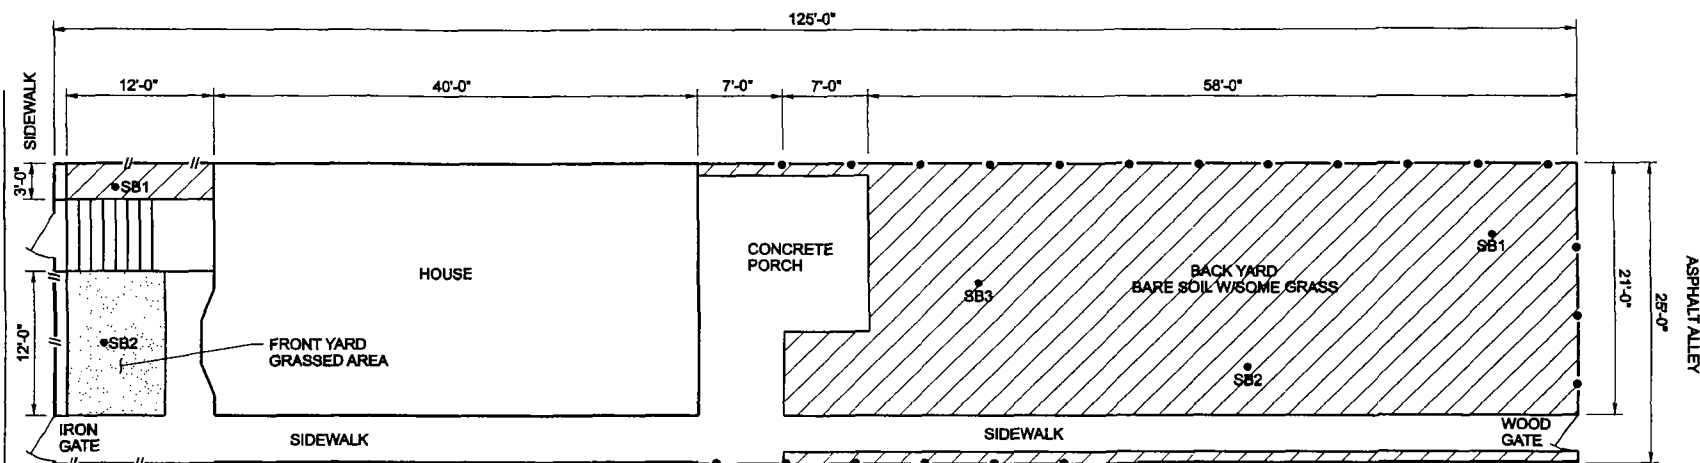 125'-0"
12'-0"
40'-0"
7'-0"
7'-0"
58'-0"
SIDEWALK
3'-0"
SB1
12'-0"
SB2
FRONT YARD
GRASSED AREA
HOUSE
CONCRETE
PORCH
SB3
BACK YARD
BARE SOIL W/SOME GRASS
SB1
SB2
21'-0"
25'-0"
ASPHALT ALLEY
IRON
GATE
SIDEWALK
SIDEWALK
WOOD
GATE